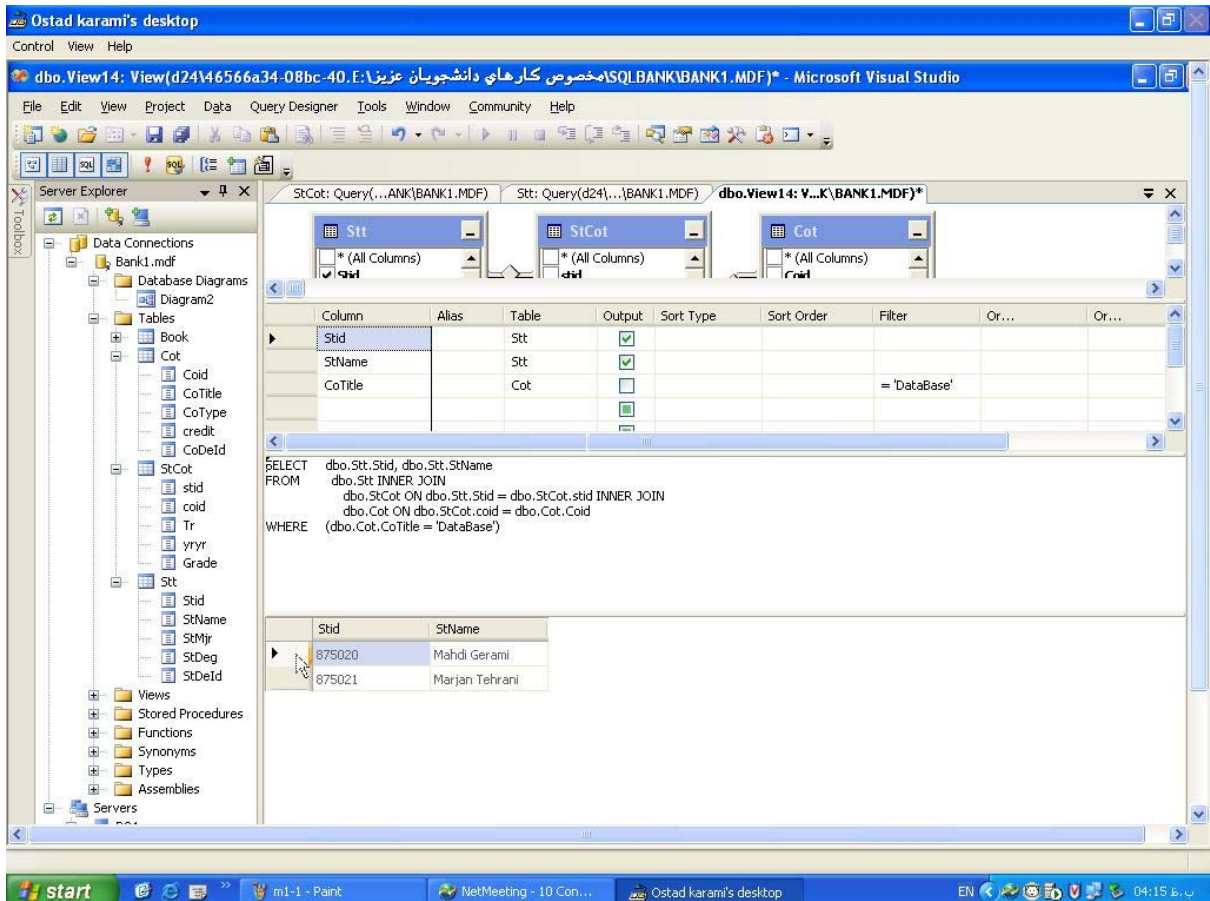 Ostad karami's desktop
Control View Help
dbo.View14: View(d24\46566a34-08bc-40.E:\مخصوص كارهاي دانشجويان عزيز\SQLBANK\BANK1.MDF)* - Microsoft Visual Studio
File Edit View Project Data Query Designer Tools Window Community Help
Toolbox
Server Explorer
Data Connections
Bank1.mdf
Database Diagrams
Diagram2
Tables
Book
Cot
Coid
CoTitle
CoType
credit
CoDeId
StCot
stid
coid
Tr
yryr
Grade
Stt
Stid
StName
StMjr
StDeg
StDeId
Views
Stored Procedures
Functions
Synonyms
Types
Assemblies
Servers
StCot: Query(...ANK\BANK1.MDF) Stt: Query(d24\...\BANK1.MDF) dbo.View14: V...K\BANK1.MDF)*
Stt StCot Cot
* (All Columns) * (All Columns) * (All Columns)
Stid stid Coid
Column Alias Table Output Sort Type Sort Order Filter Or... Or...
Stid Stt
StName Stt
CoTitle Cot = 'DataBase'
SELECT dbo.Stt.Stid, dbo.Stt.StName
FROM dbo.Stt INNER JOIN
dbo.StCot ON dbo.Stt.Stid = dbo.StCot.stid INNER JOIN
dbo.Cot ON dbo.StCot.coid = dbo.Cot.Coid
WHERE (dbo.Cot.CoTitle = 'DataBase')
Stid StName
875020 Mahdi Gerami
875021 Marjan Tehrani
start m1-1 - Paint NetMeeting - 10 Con... Ostad karami's desktop EN 04:15 ب.ظ